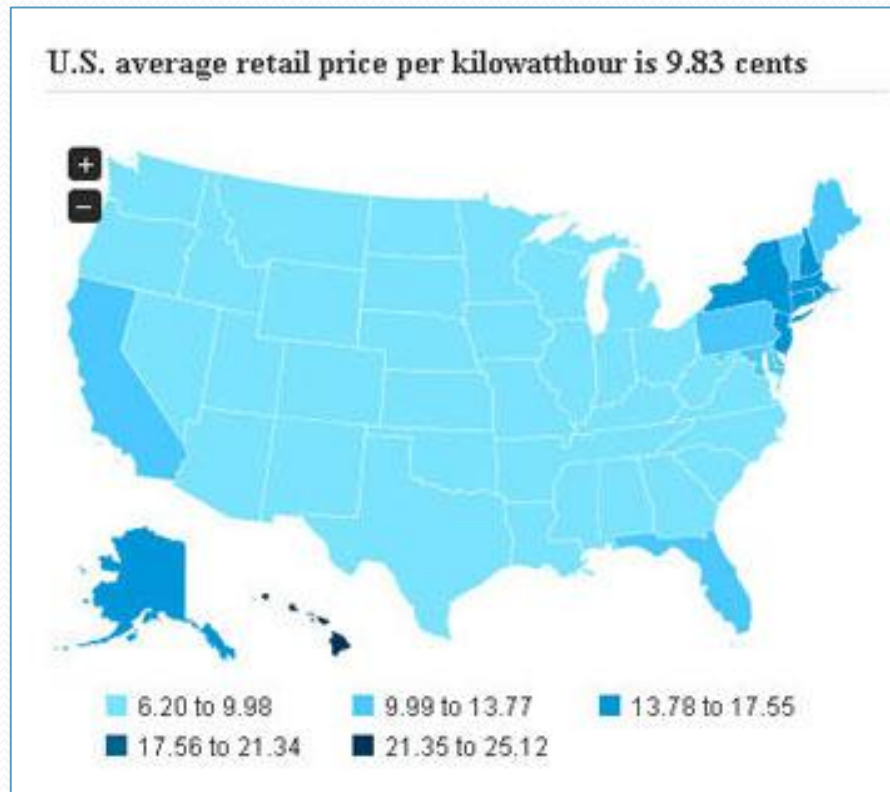 U.S. average retail price per kilowatthour is 9.83 cents
+
−
6.20 to 9.98 9.99 to 13.77 13.78 to 17.55
17.56 to 21.34 21.35 to 25.12